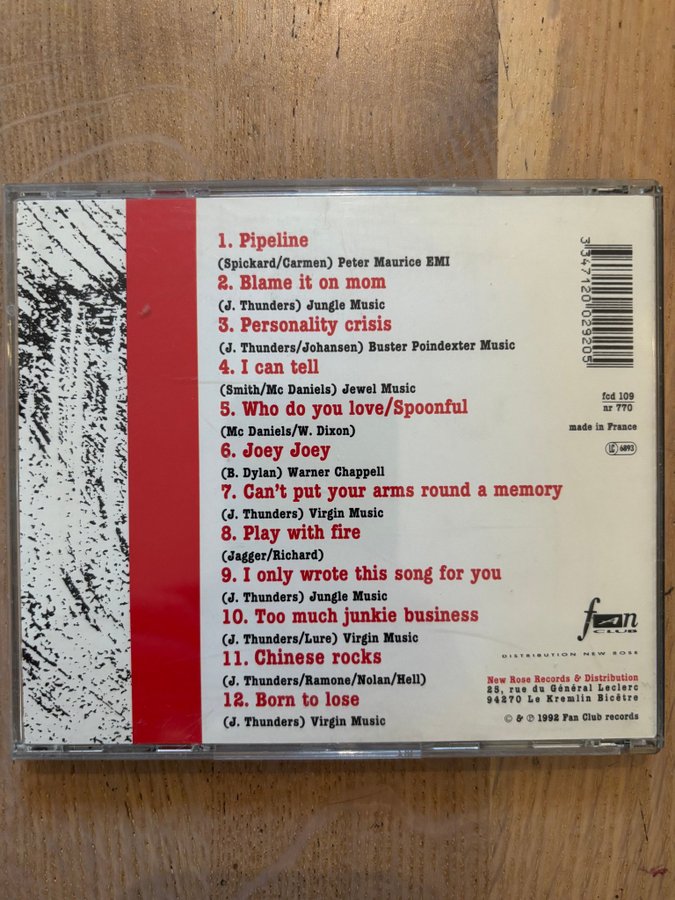 1. Pipeline
(Spickard/Carmen) Peter Maurice EMI
2. Blame it on mom
(J. Thunders) Jungle Music
3. Personality crisis
(J. Thunders/Johansen) Buster Poindexter Music
4. I can tell
(Smith/Mc Daniels) Jewel Music
5. Who do you love/Spoonful
(Mc Daniels/W. Dixon)
6. Joey Joey
(B. Dylan) Warner Chappell
7. Can't put your arms round a memory
(J. Thunders) Virgin Music
8. Play with fire
(Jagger/Richard)
9. I only wrote this song for you
(J. Thunders) Jungle Music
10. Too much junkie business
(J. Thunders/Lure) Virgin Music
11. Chinese rocks
(J. Thunders/Ramone/Nolan/Hell)
12. Born to lose
(J. Thunders) Virgin Music
3 347120 029205
fcd 109
nr 770
made in France
LC 6893
fan
CLUB
DISTRIBUTION NEW ROSE
New Rose Records & Distribution
25, rue du Général Leclerc
94270 Le Kremlin Bicêtre
© & ℗ 1992 Fan Club records